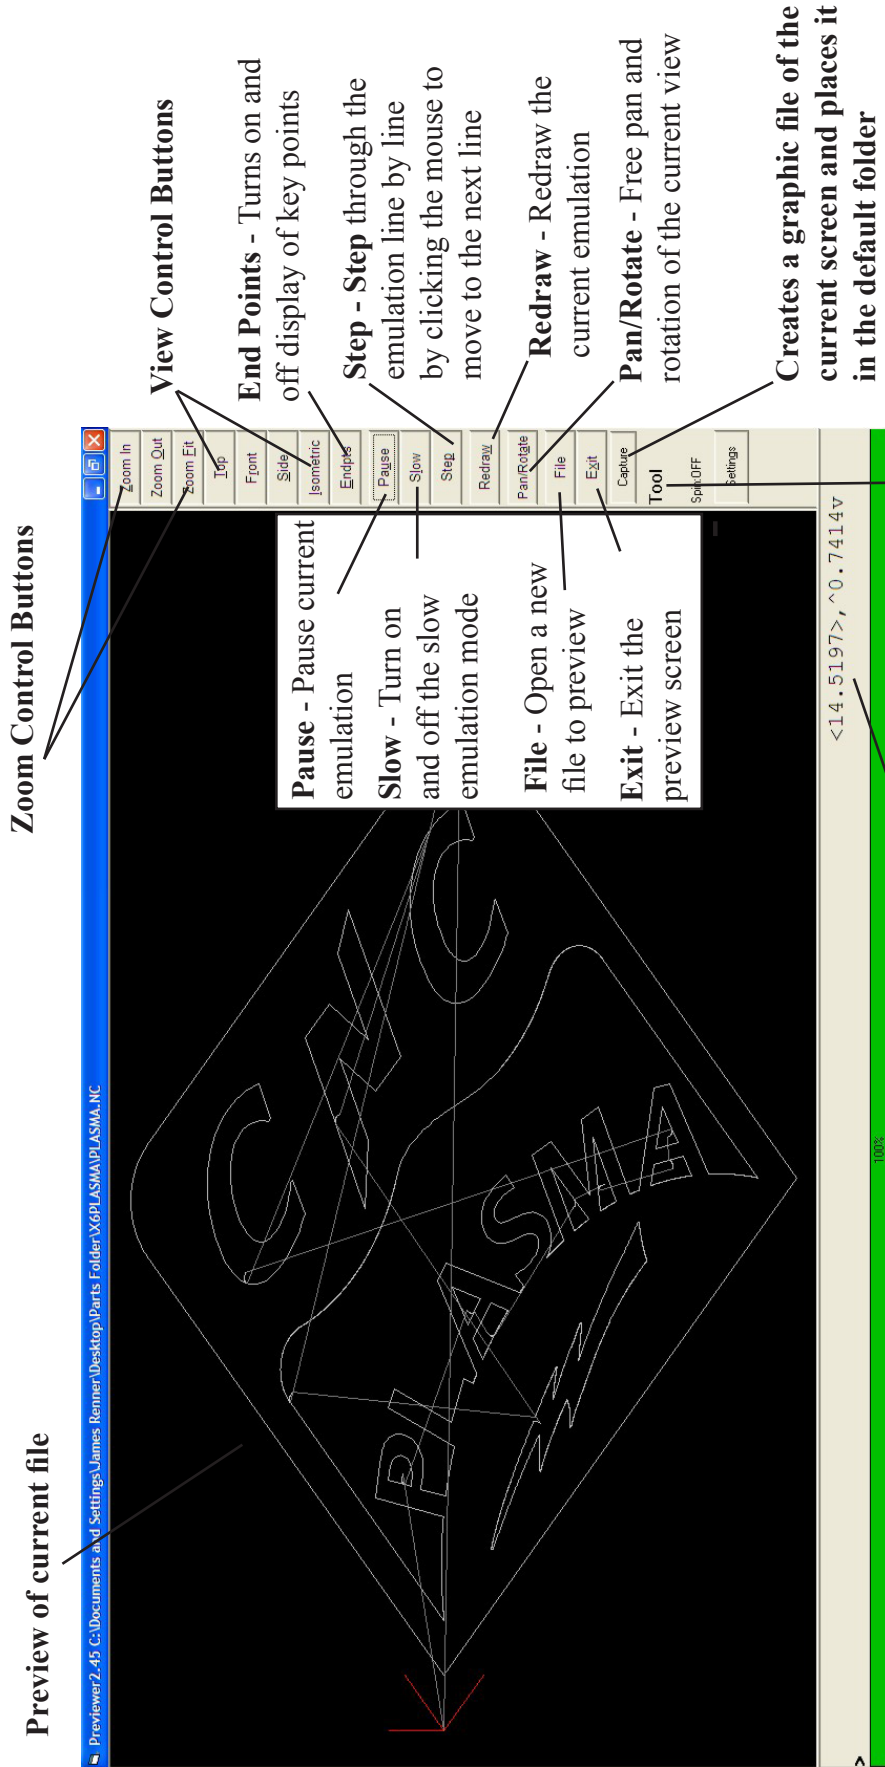 Zoom Control Buttons
View Control Buttons
Preview of current file
End Points - Turns on and
off display of key points
Step - Step through the
emulation line by line
by clicking the mouse to
move to the next line
Redraw - Redraw the
current emulation
Pan/Rotate - Free pan and
rotation of the current view
Creates a graphic file of the
current screen and places it
in the default folder
Previewer2.45 C:\Documents and Settings\James Renner\Desktop\Parts Folder\X6PLASMA\PLASMA.NC
Zoom In
Zoom Out
Zoom Fit
Top
Front
Side
Isometric
Endpts
Pause
Slow
Step
Redraw
Pan/Rotate
File
Exit
Capture
Tool
Spin:OFF
Settings
Pause - Pause current
emulation
Slow - Turn on
and off the slow
emulation mode
File - Open a new
file to preview
Exit - Exit the
preview screen
CNC
PLASMA
>
<14.5197>,^0.7414v
100%